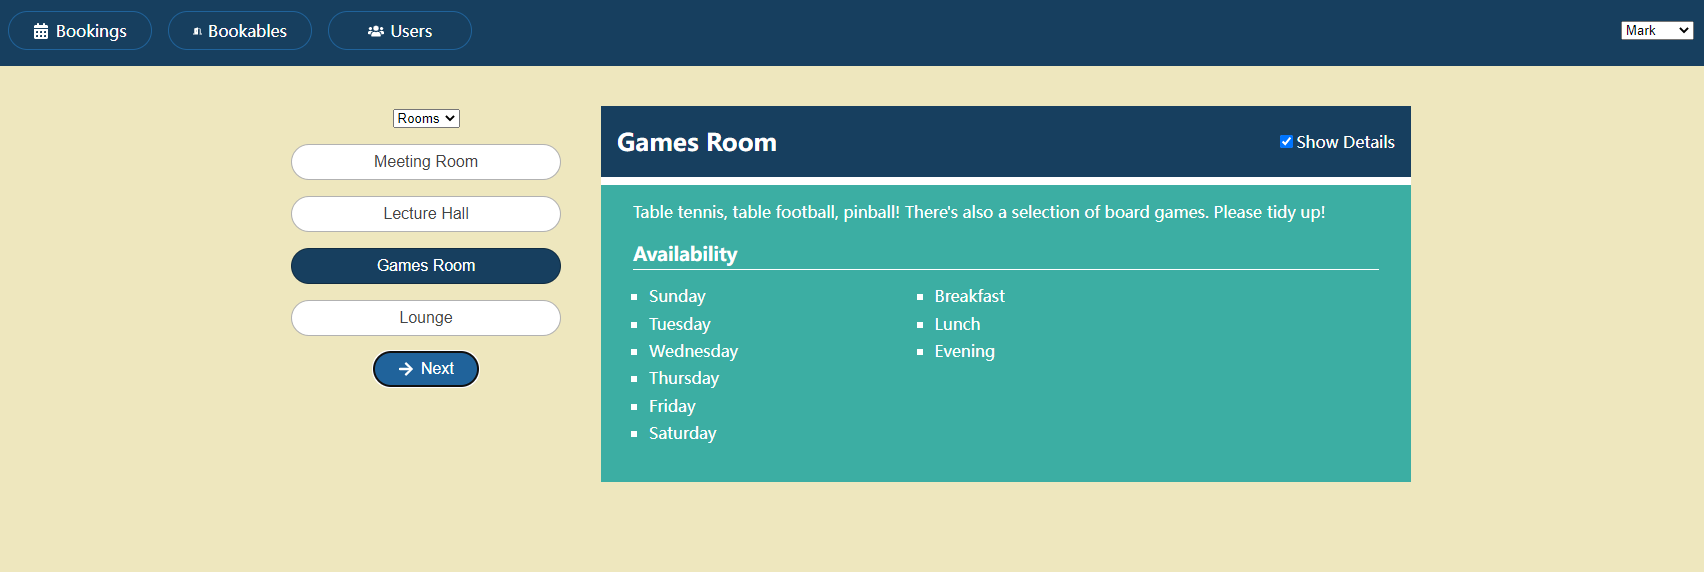 Bookings Bookables Users Mark
Rooms
Meeting Room
Lecture Hall
Games Room
Lounge
Next
Games Room Show Details
Table tennis, table football, pinball! There's also a selection of board games. Please tidy up!
Availability
Sunday
Tuesday
Wednesday
Thursday
Friday
Saturday
Breakfast
Lunch
Evening